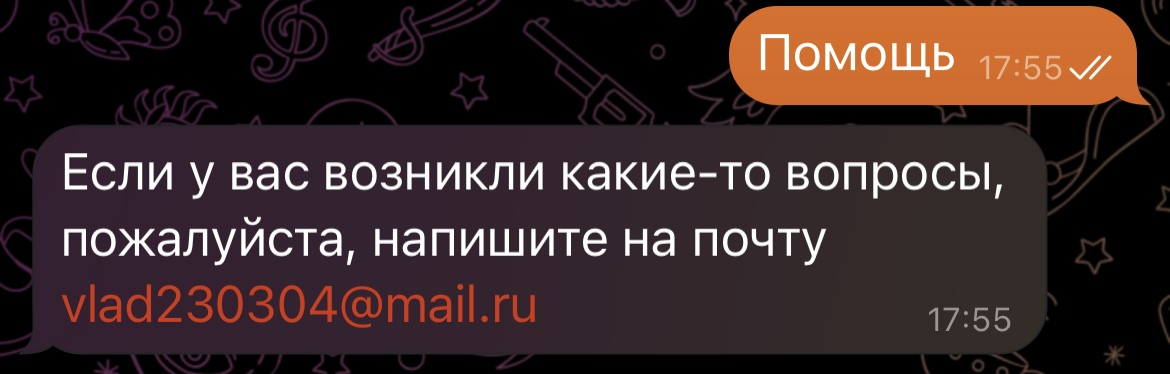 Помощь 17:55
Если у вас возникли какие-то вопросы,
пожалуйста, напишите на почту
vlad230304@mail.ru 17:55